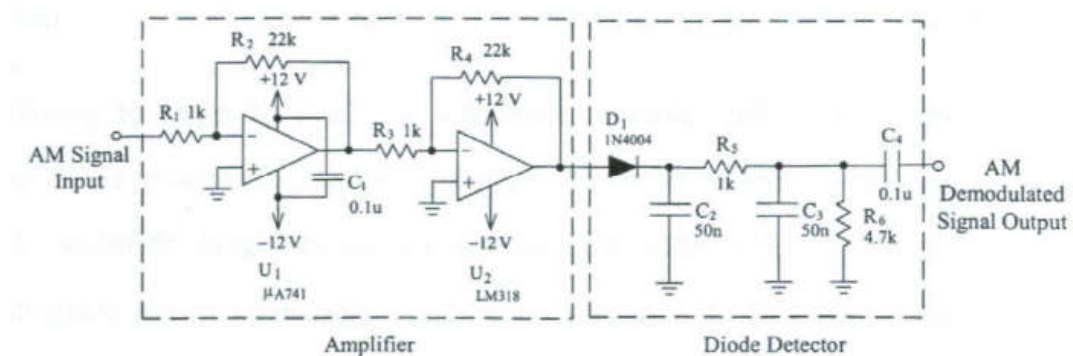 R2 22k
+12 V
R1 1k
AM Signal
Input
−
+
C1
0.1u
−12V
U1
μA741
R4 22k
+12 V
R3 1k
−
+
−12V
U2
LM318
D1
1N4004
R5
1k
C2
50n
C3
50n
R6
4.7k
C4
0.1u
AM
Demodulated
Signal Output
Amplifier
Diode Detector